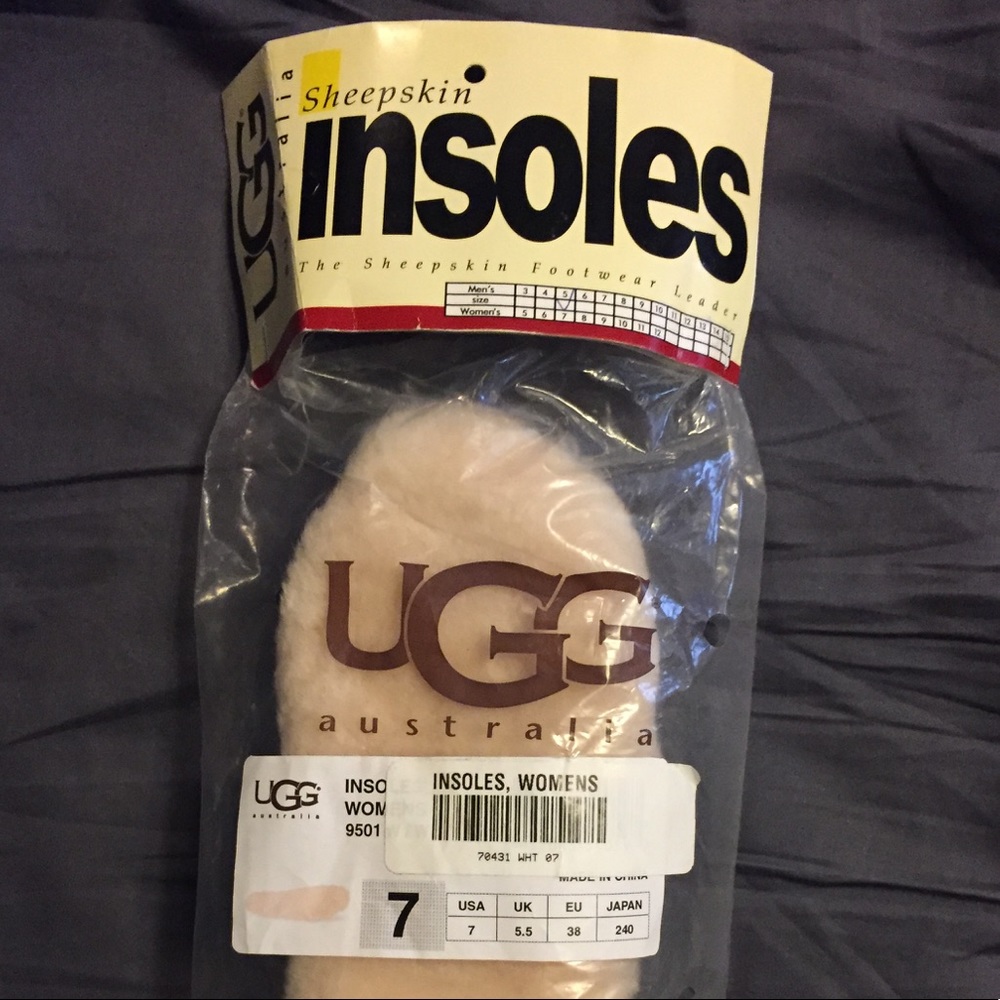 Sheepskin
insoles
The Sheepskin Footwear Leader
UGG
australia
Men's 3 4 5 6 7 8 9 10 11 12 13 14
size
Women's 5 6 7 8 9 10 11 12
UGG
australia
UGG
australia
INSOLES
WOMENS
9501
INSOLES, WOMENS
70431 WHT 07
MADE IN CHINA
7
USA UK EU JAPAN
7 5.5 38 240